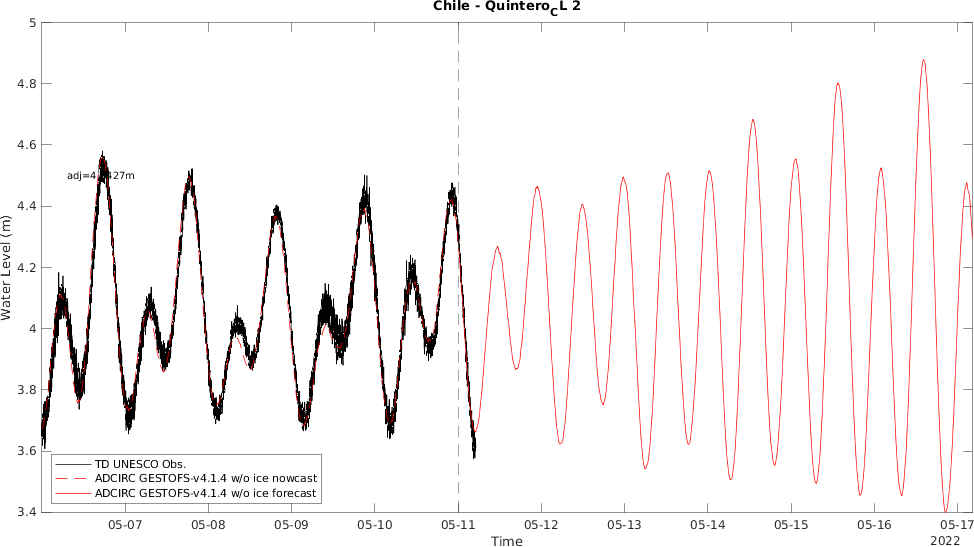 Chile - QuinteroCL 2
5
4.8
4.6
4.4
4.2
4
3.8
3.6
3.4
Water Level (m)
TD UNESCO Obs.
ADCIRC GESTOFS-v4.1.4 w/o ice nowcast
ADCIRC GESTOFS-v4.1.4 w/o ice forecast
05-07 05-08 05-09 05-10 05-11 05-12 05-13 05-14 05-15 05-16 05-17
Time
2022